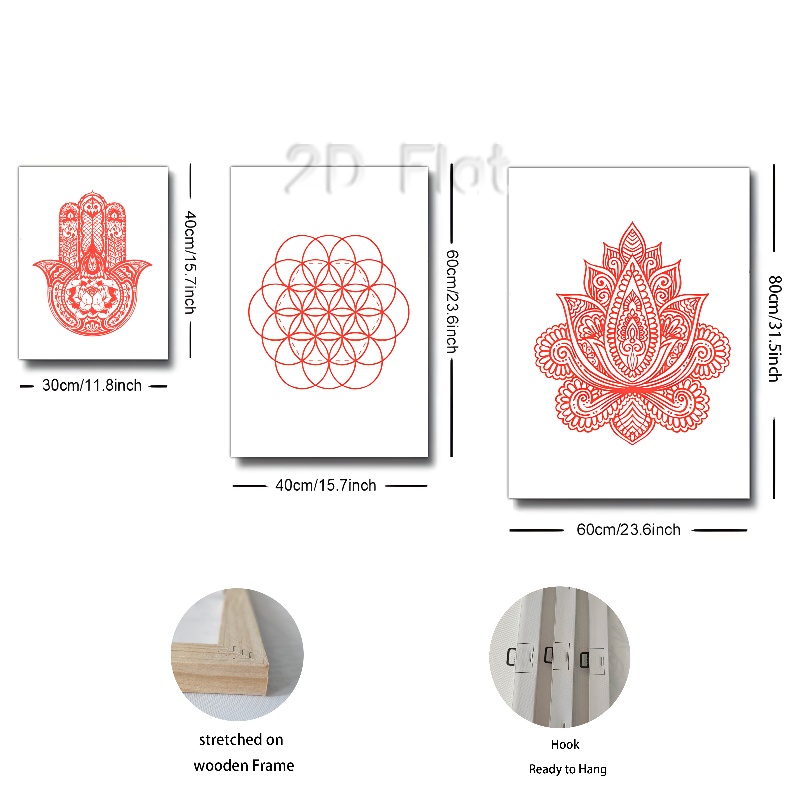 2D Flat
40cm/15.7inch
60cm/23.6inch
80cm/31.5inch
30cm/11.8inch
40cm/15.7inch
60cm/23.6inch
stretched on
wooden Frame
Hook
Ready to Hang